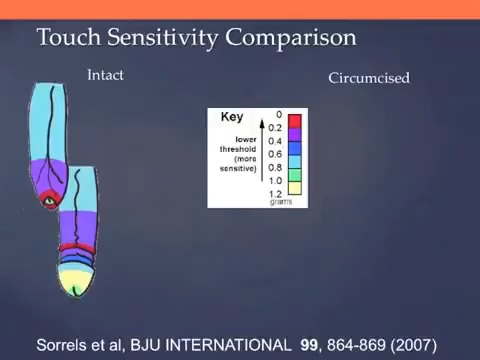 Touch Sensitivity Comparison
Intact
Circumcised
Key
lower
threshold
(more
sensitive)
0
0.2
0.4
0.6
0.8
1.0
1.2
grams
Sorrels et al, BJU INTERNATIONAL 99, 864-869 (2007)